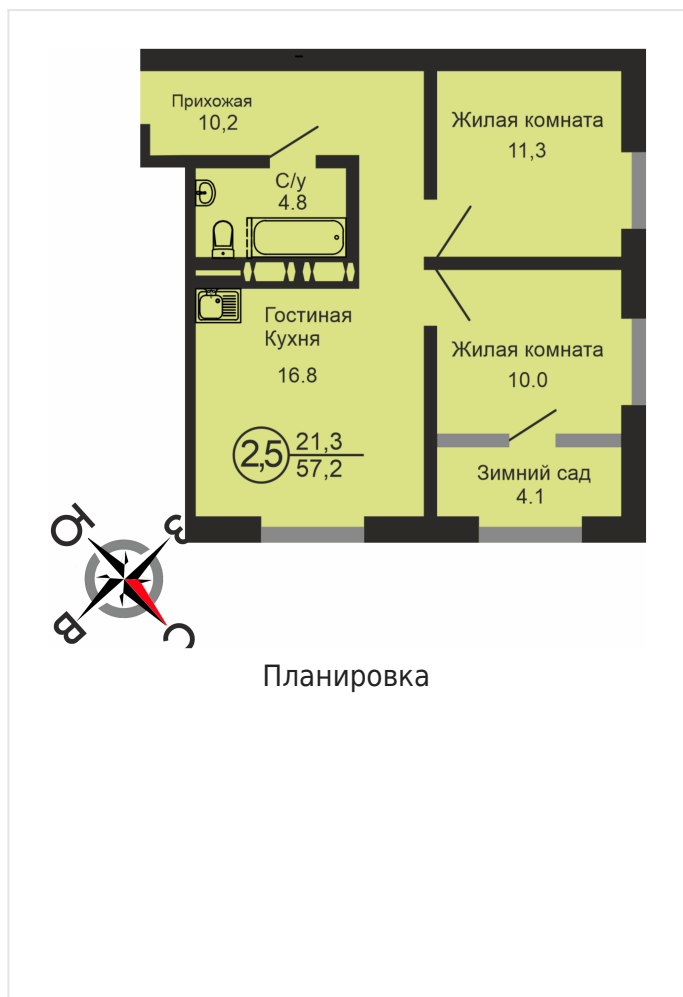 Прихожая
10,2
Жилая комната
11,3
С/у
4.8
Гостиная
Кухня
16.8
Жилая комната
10.0
2,5
21,3
57,2
Зимний сад
4.1
Ю
З
В
С
Планировка